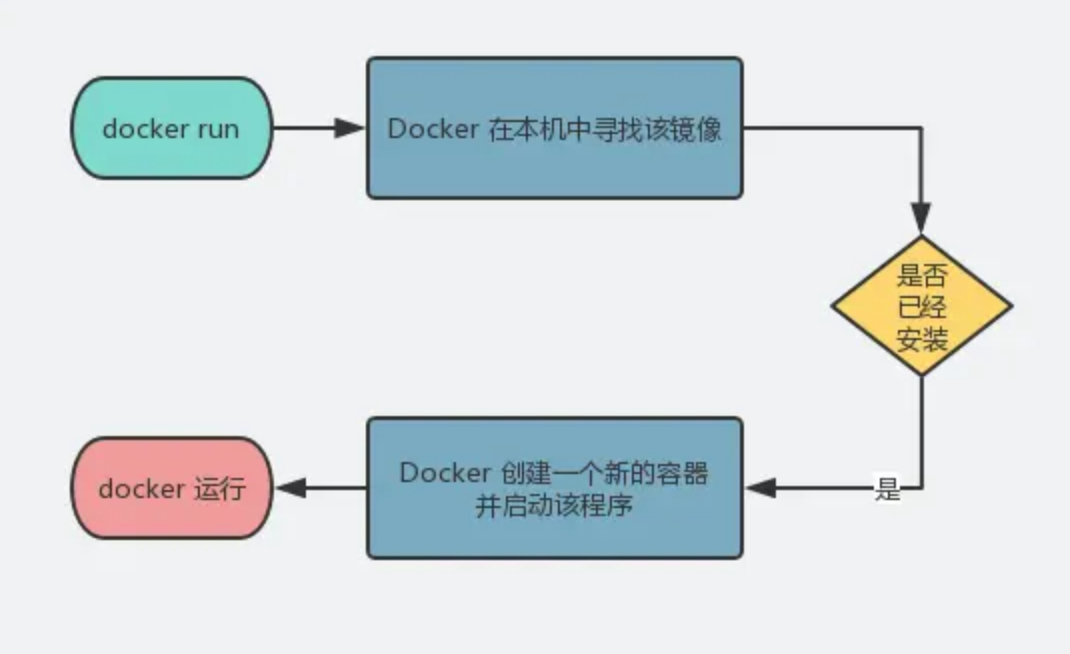 docker run
Docker 在本机中寻找该镜像
是否
已经
安装
是
Docker 创建一个新的容器
并启动该程序
docker 运行